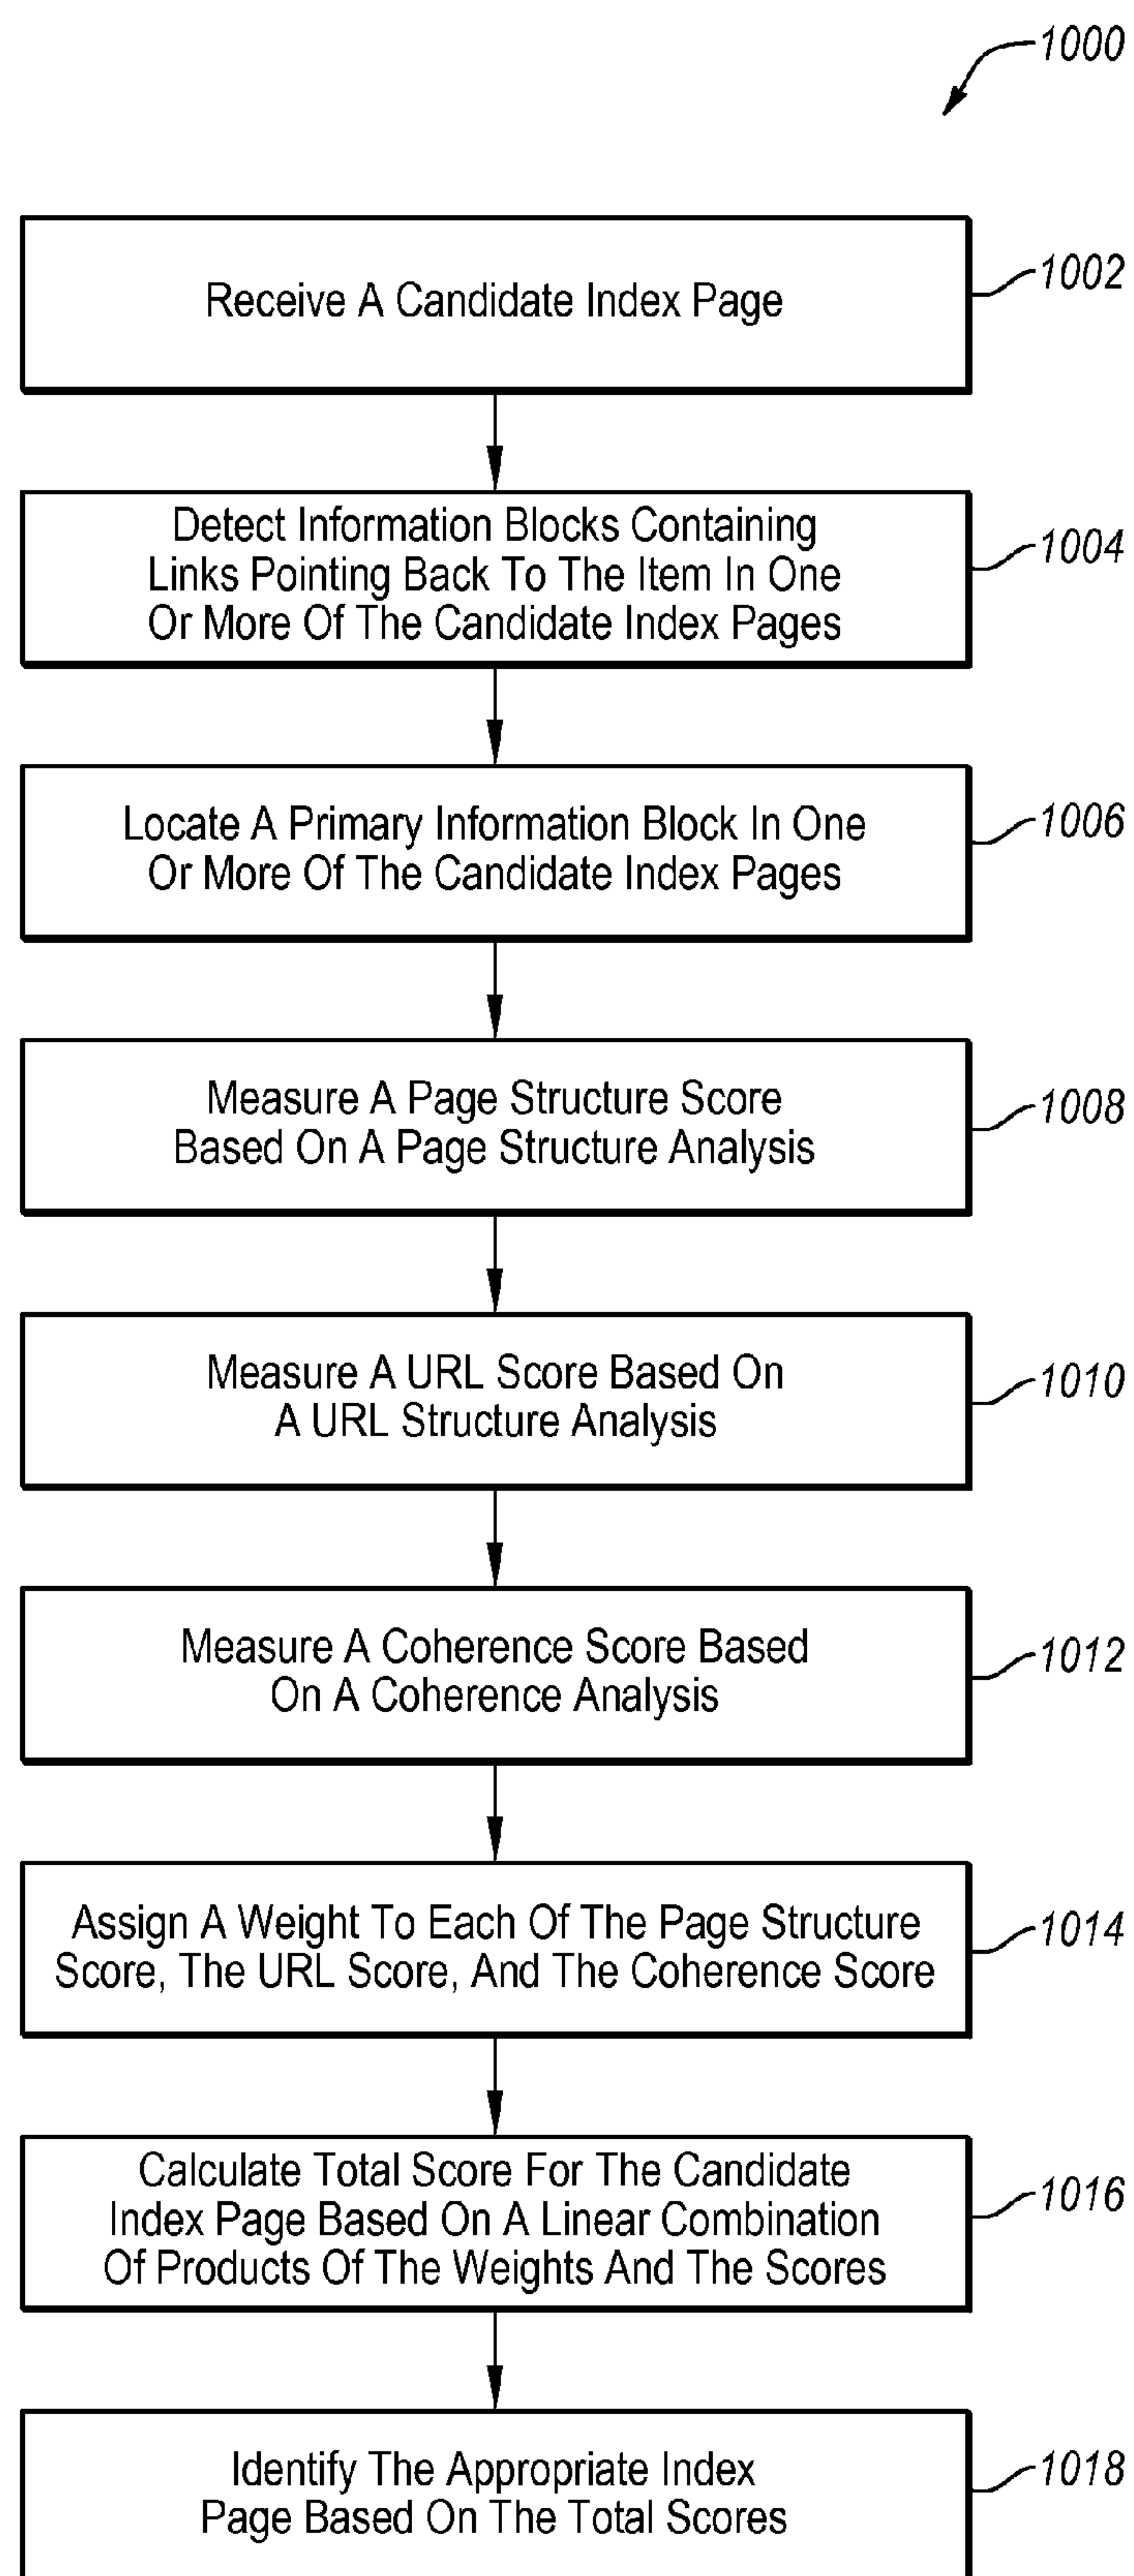 1000
Receive A Candidate Index Page
1002
Detect Information Blocks Containing
Links Pointing Back To The Item In One
Or More Of The Candidate Index Pages
1004
Locate A Primary Information Block In One
Or More Of The Candidate Index Pages
1006
Measure A Page Structure Score
Based On A Page Structure Analysis
1008
Measure A URL Score Based On
A URL Structure Analysis
1010
Measure A Coherence Score Based
On A Coherence Analysis
1012
Assign A Weight To Each Of The Page Structure
Score, The URL Score, And The Coherence Score
1014
Calculate Total Score For The Candidate
Index Page Based On A Linear Combination
Of Products Of The Weights And The Scores
1016
Identify The Appropriate Index
Page Based On The Total Scores
1018